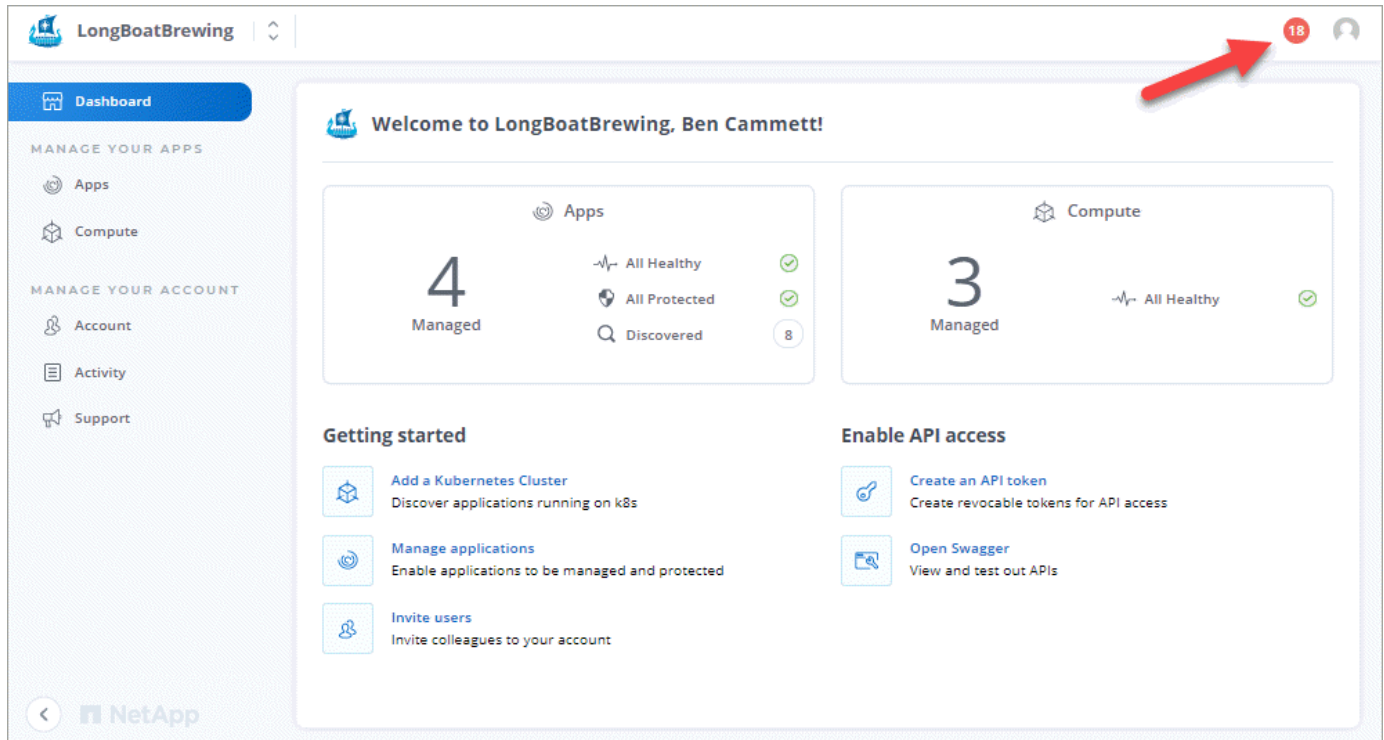 LongBoatBrewing
18
Dashboard
MANAGE YOUR APPS
Apps
Compute
MANAGE YOUR ACCOUNT
Account
Activity
Support
NetApp
Welcome to LongBoatBrewing, Ben Cammett!
Apps
4
Managed
All Healthy
All Protected
Discovered 8
Compute
3
Managed
All Healthy
Getting started
Add a Kubernetes Cluster
Discover applications running on k8s
Manage applications
Enable applications to be managed and protected
Invite users
Invite colleagues to your account
Enable API access
Create an API token
Create revocable tokens for API access
Open Swagger
View and test out APIs